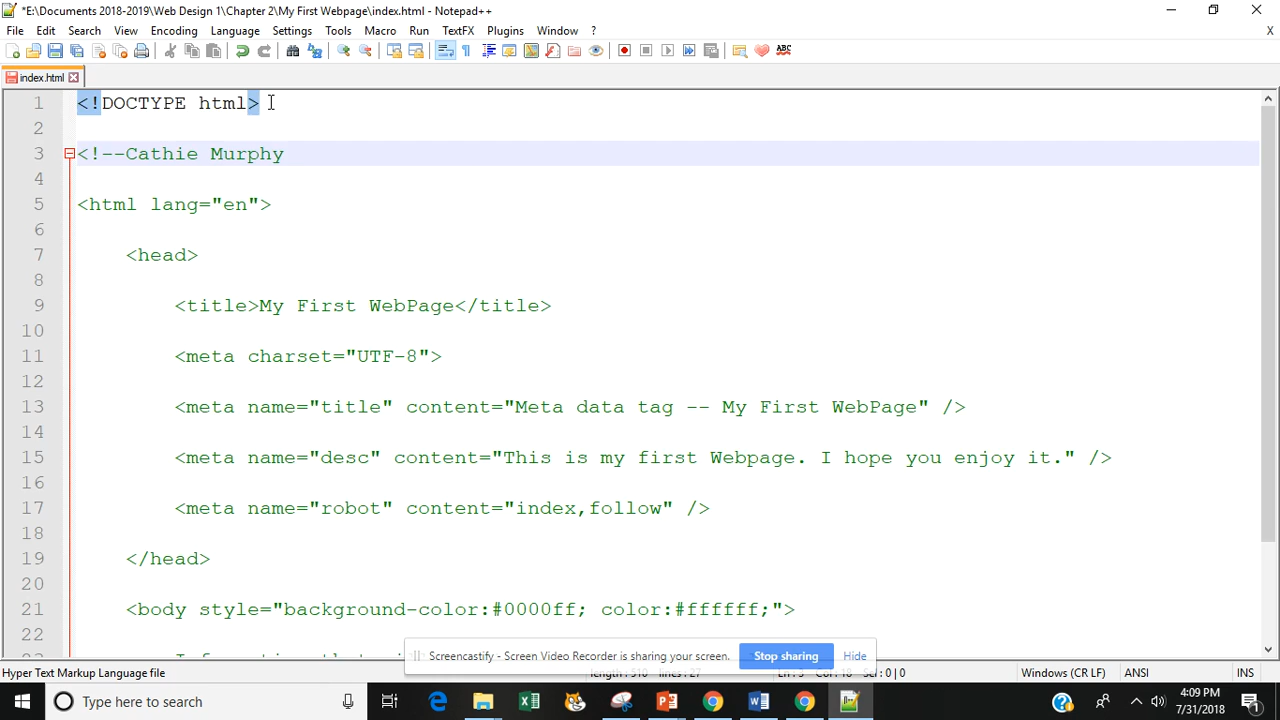 *E:\Documents 2018-2019\Web Design 1\Chapter 2\My First Webpage\index.html - Notepad++
File Edit Search View Encoding Language Settings Tools Macro Run TextFX Plugins Window ? X
ABC
index.html
1 <!DOCTYPE html>
2
3 <!--Cathie Murphy
4
5 <html lang="en">
6
7 <head>
8
9 <title>My First WebPage</title>
10
11 <meta charset="UTF-8">
12
13 <meta name="title" content="Meta data tag -- My First WebPage" />
14
15 <meta name="desc" content="This is my first Webpage. I hope you enjoy it." />
16
17 <meta name="robot" content="index,follow" />
18
19 </head>
20
21 <body style="background-color:#0000ff; color:#ffffff;">
22
Screencastify - Screen Video Recorder is sharing your screen. Stop sharing Hide
Hyper Text Markup Language file Windows (CR LF) ANSI INS
Type here to search
4:09 PM
7/31/2018